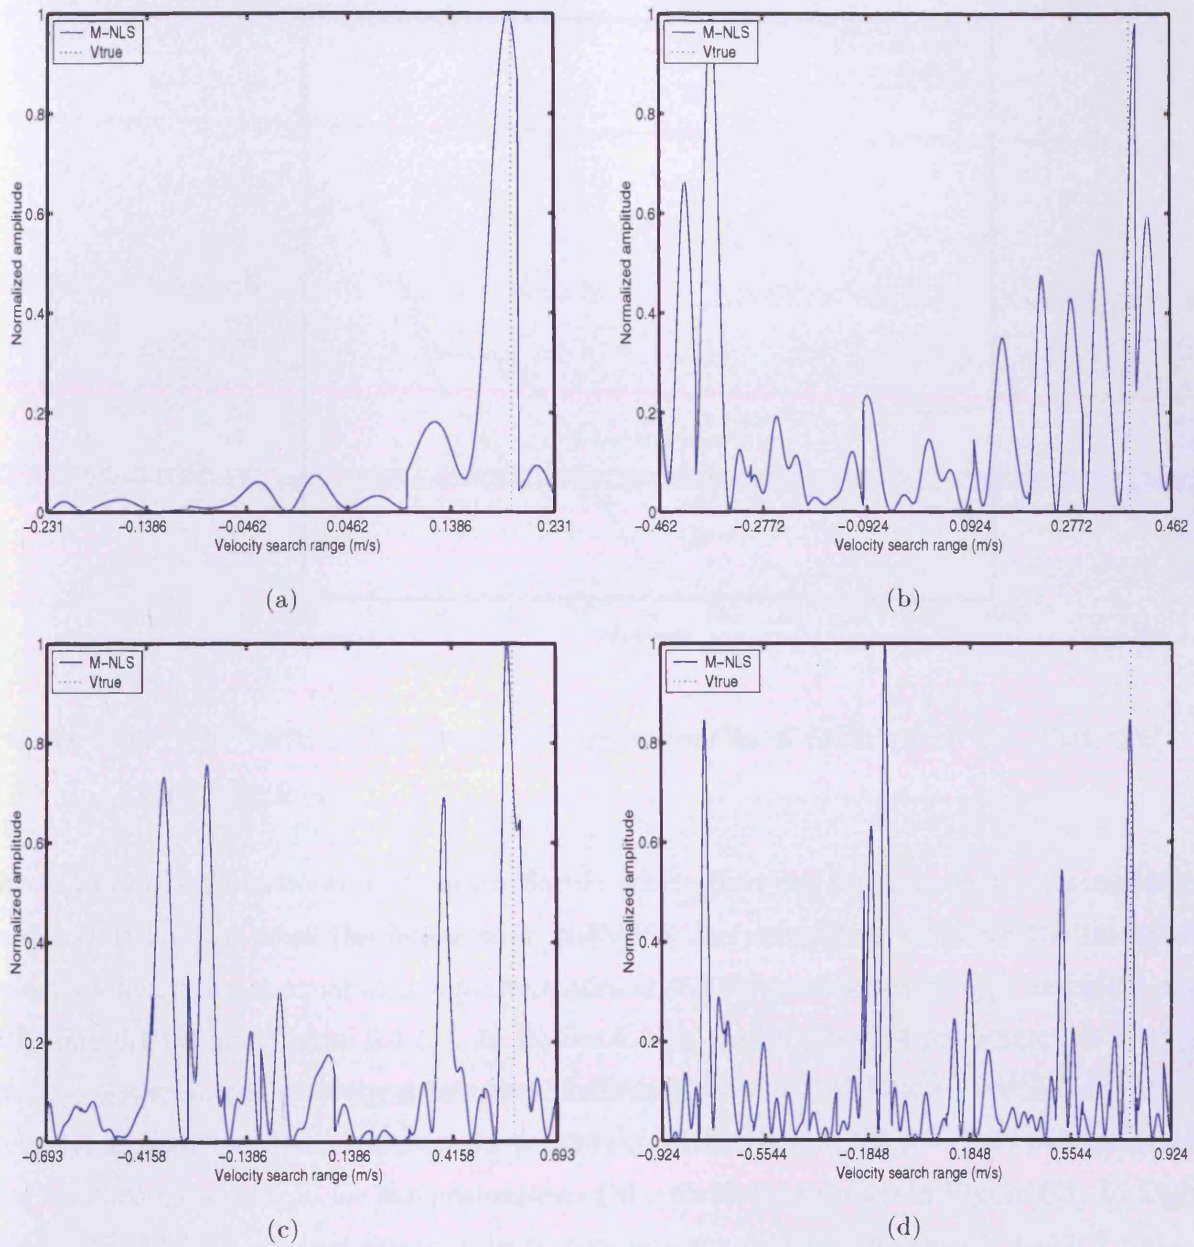 M-NLS
Vtrue
Normalized amplitude
1
0.8
0.6
0.4
0.2
0
−0.231
−0.1386
−0.0462
0.0462
0.1386
0.231
Velocity search range (m/s)
(a)
M-NLS
Vtrue
Normalized amplitude
1
0.8
0.6
0.4
0.2
0
−0.462
−0.2772
−0.0924
0.0924
0.2772
0.462
Velocity search range (m/s)
(b)
M-NLS
Vtrue
Normalized amplitude
1
0.8
0.6
0.4
0.2
0
−0.693
−0.4158
−0.1386
0.1386
0.4158
0.693
Velocity search range (m/s)
(c)
M-NLS
Vtrue
Normalized amplitude
1
0.8
0.6
0.4
0.2
0
−0.924
−0.5544
−0.1848
0.1848
0.5544
0.924
Velocity search range (m/s)
(d)